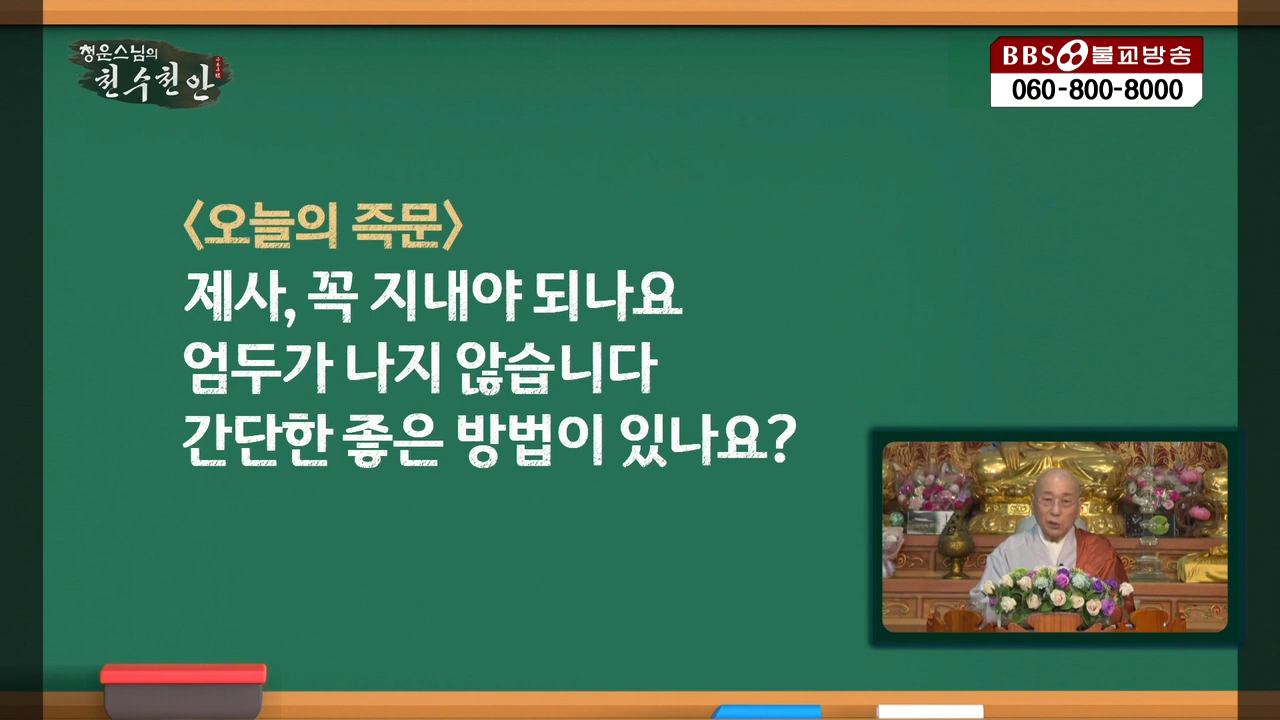 청운스님의
천수천안
BBS 불교방송
060-800-8000
<오늘의 즉문>
제사, 꼭 지내야 되나요
엄두가 나지 않습니다
간단한 좋은 방법이 있나요?